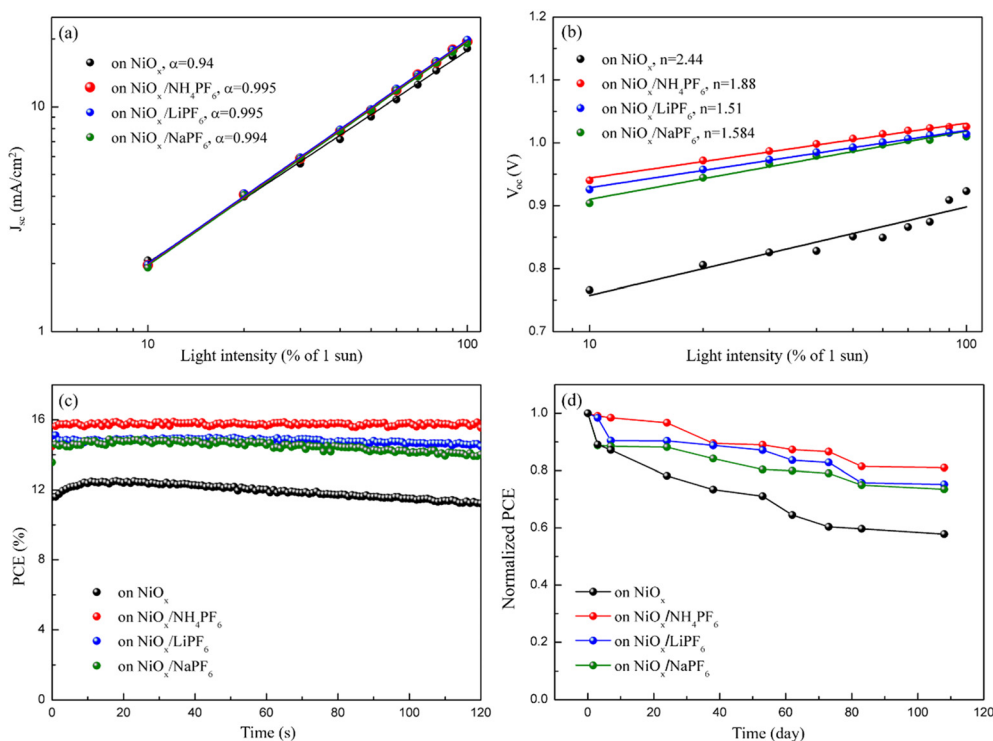 (a)
on NiOₓ, α=0.94
on NiOₓ/NH₄PF₆, α=0.995
on NiOₓ/LiPF₆, α=0.995
on NiOₓ/NaPF₆, α=0.994
J_sc (mA/cm²)
10
1
10
100
Light intensity (% of 1 sun)
(b)
on NiOₓ, n=2.44
on NiOₓ/NH₄PF₆, n=1.88
on NiOₓ/LiPF₆, n=1.51
on NiOₓ/NaPF₆, n=1.584
V_oc (V)
1.2
1.1
1.0
0.9
0.8
0.7
10
100
Light intensity (% of 1 sun)
(c)
on NiOₓ
on NiOₓ/NH₄PF₆
on NiOₓ/LiPF₆
on NiOₓ/NaPF₆
PCE (%)
16
12
8
4
0
0 20 40 60 80 100 120
Time (s)
(d)
on NiOₓ
on NiOₓ/NH₄PF₆
on NiOₓ/LiPF₆
on NiOₓ/NaPF₆
Normalized PCE
1.0
0.8
0.6
0.4
0.2
0.0
0 20 40 60 80 100 120
Time (day)